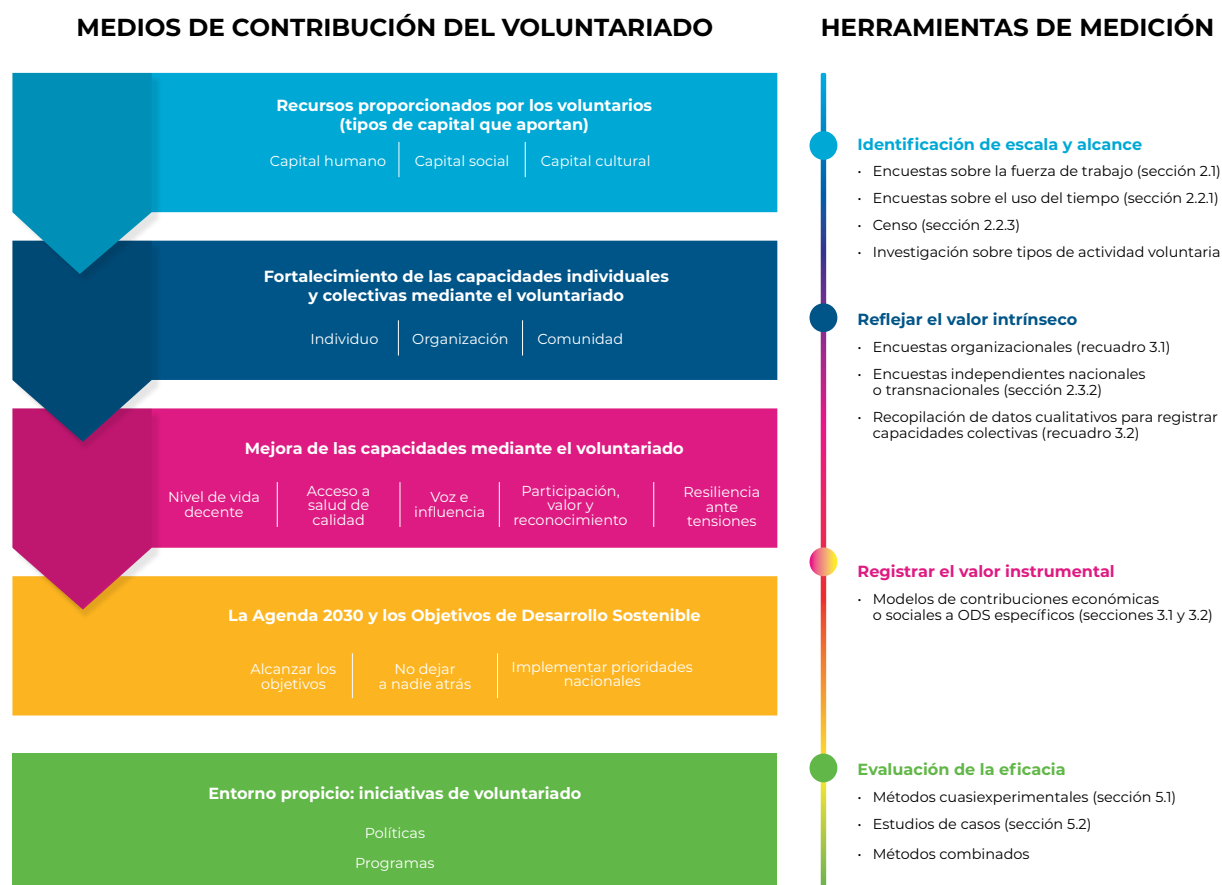 MEDIOS DE CONTRIBUCIÓN DEL VOLUNTARIADO
Recursos proporcionados por los voluntarios
(tipos de capital que aportan)
Capital humano
Capital social
Capital cultural
Fortalecimiento de las capacidades individuales
y colectivas mediante el voluntariado
Individuo
Organización
Comunidad
Mejora de las capacidades mediante el voluntariado
Nivel de vida
decente
Acceso a
salud de
calidad
Voz e
influencia
Participación,
valor y
reconocimiento
Resiliencia
ante
tensiones
La Agenda 2030 y los Objetivos de Desarrollo Sostenible
Alcanzar los
objetivos
No dejar
a nadie atrás
Implementar prioridades
nacionales
Entorno propicio: iniciativas de voluntariado
Políticas
Programas
HERRAMIENTAS DE MEDICIÓN
Identificación de escala y alcance
· Encuestas sobre la fuerza de trabajo (sección 2.1)
· Encuestas sobre el uso del tiempo (sección 2.2.1)
· Censo (sección 2.2.3)
· Investigación sobre tipos de actividad voluntaria
Reflejar el valor intrínseco
· Encuestas organizacionales (recuadro 3.1)
· Encuestas independientes nacionales
o transnacionales (sección 2.3.2)
· Recopilación de datos cualitativos para registrar
capacidades colectivas (recuadro 3.2)
Registrar el valor instrumental
· Modelos de contribuciones económicas
o sociales a ODS específicos (secciones 3.1 y 3.2)
Evaluación de la eficacia
· Métodos cuasiexperimentales (sección 5.1)
· Estudios de casos (sección 5.2)
· Métodos combinados